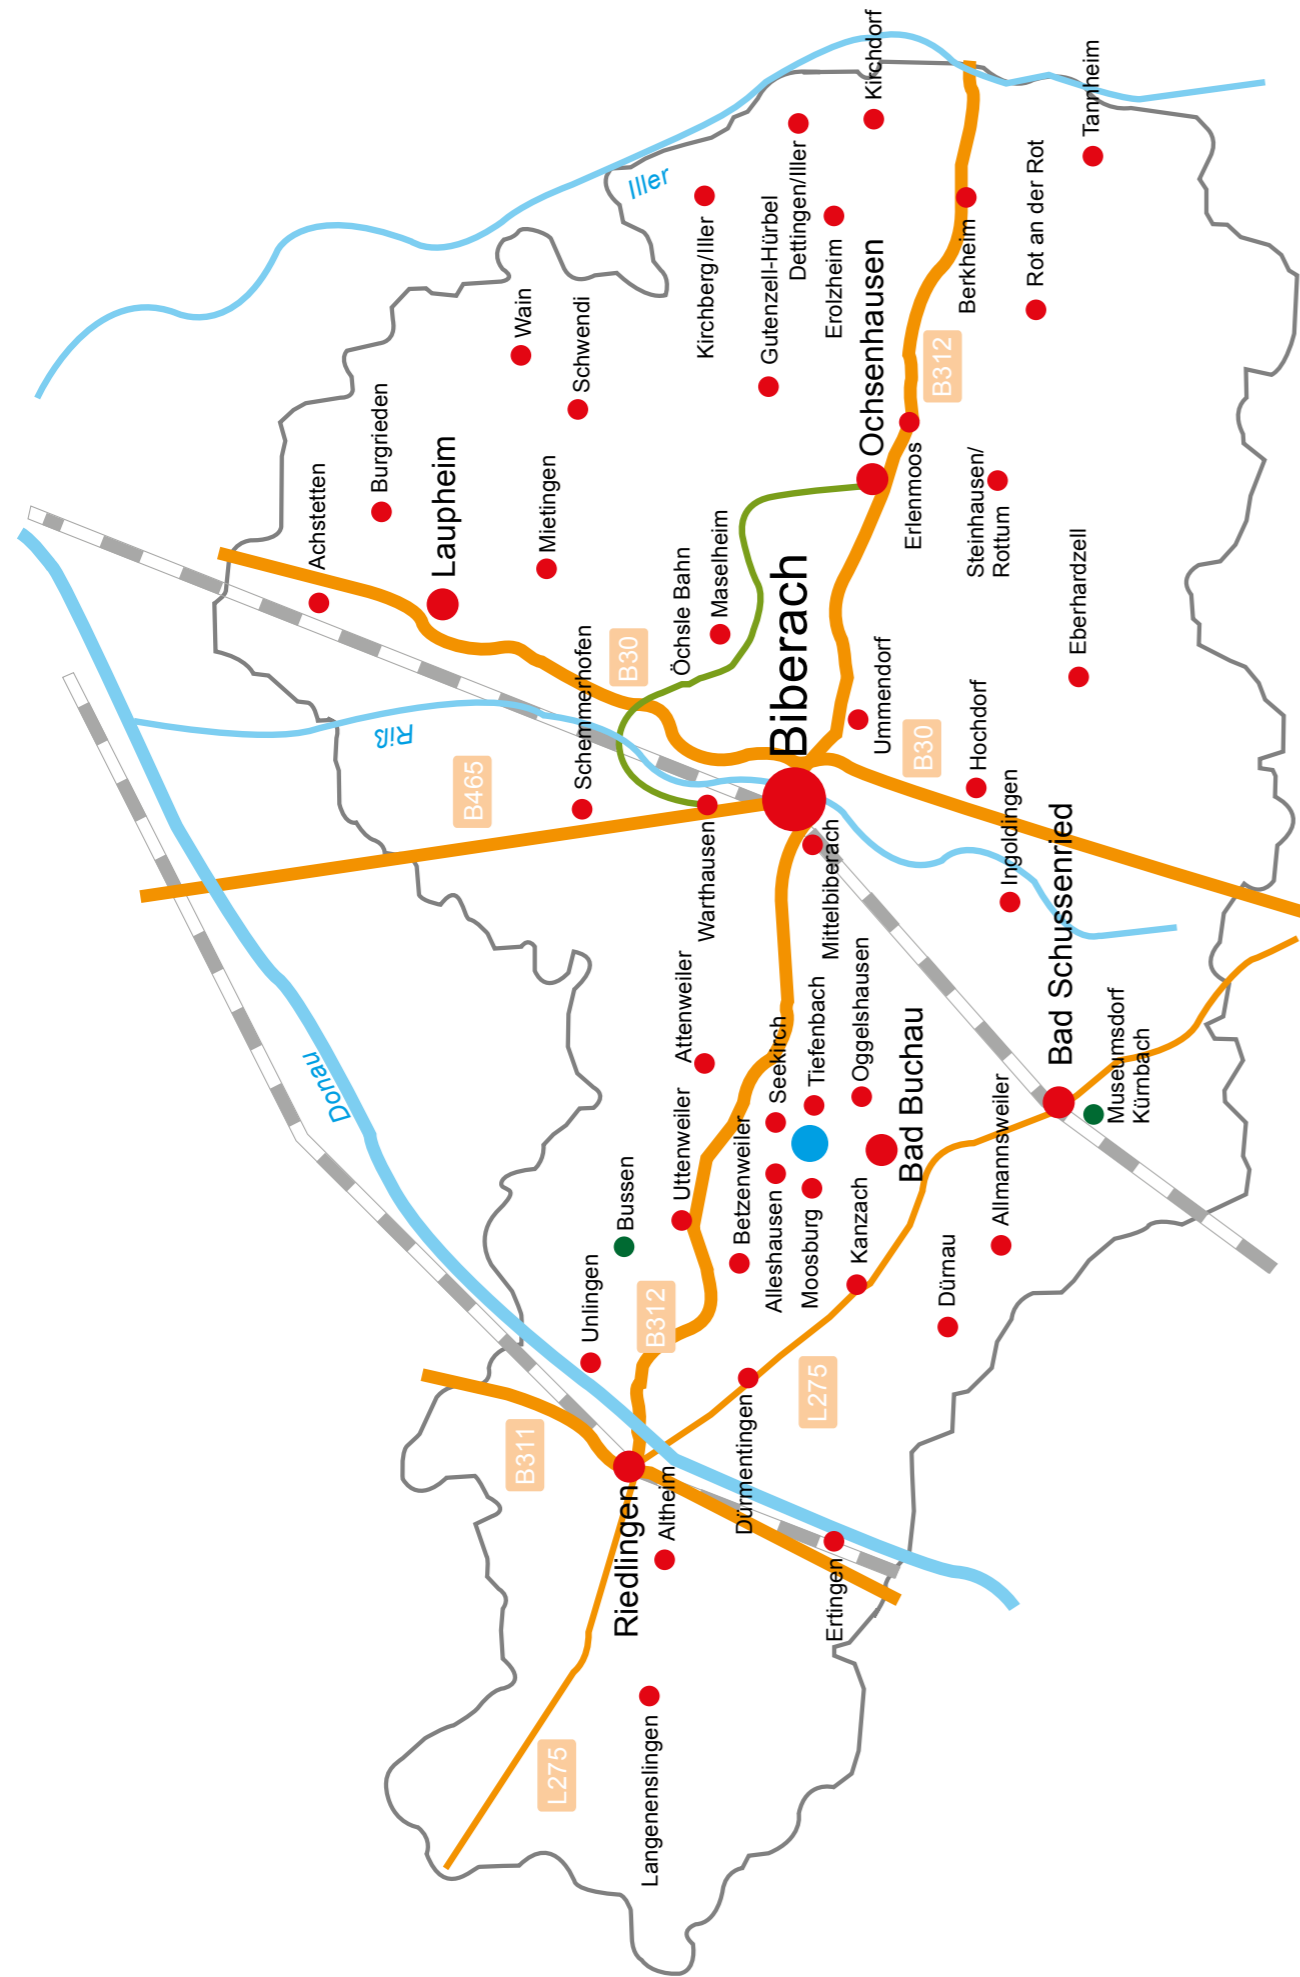 Iller
Kirchdorf
Tannheim
Dettingen/Iller
Kirchberg/Iller
Gutenzell-Hürbel
Erolzheim
Berkheim
Rot an der Rot
Wain
Schwendi
Ochsenhausen
B312
Burgrieden
Achstetten
Laupheim
Mietingen
Erlenmoos
Steinhausen/
Rottum
Eberhardzell
Öchsle Bahn
Maselheim
Biberach
B30
Schemmerhofen
Riß
B465
Ummendorf
B30
Hochdorf
Ingoldingen
Warthausen
Mittelbiberach
Bad Schussenried
Museumsdorf
Kürnbach
Donau
Attenweiler
Seekirch
Tiefenbach
Oggelshausen
Bad Buchau
Allmannsweiler
Uttenweiler
Bussen
Betzenweiler
Alleshausen
Moosburg
Kanzach
Dürnau
Unlingen
B312
L275
B311
Dürmentingen
Riedlingen
Altheim
Ertingen
L275
Langenenslingen